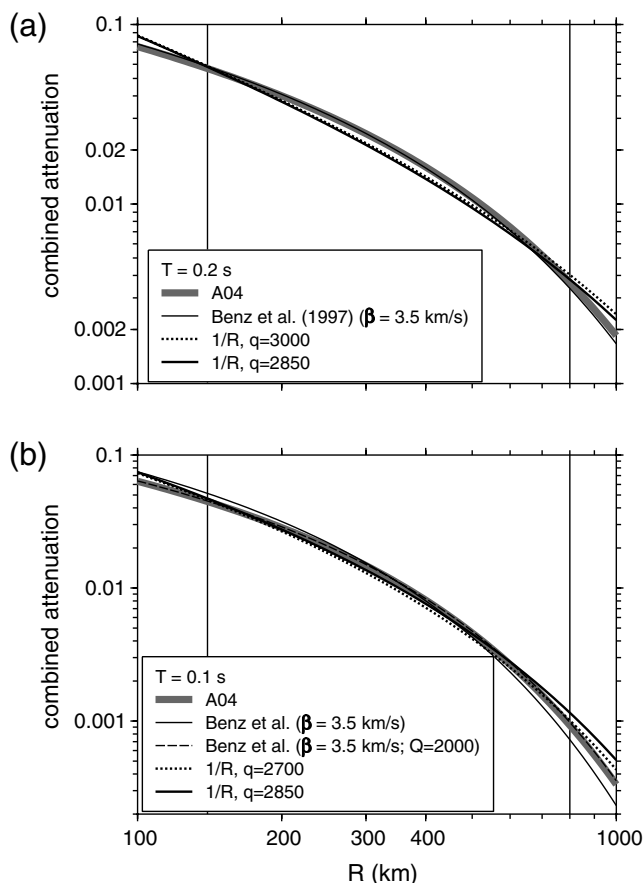 (a)
0.1
0.02
0.01
0.002
0.001
combined attenuation
T = 0.2 s
A04
Benz et al. (1997) (β = 3.5 km/s)
1/R, q=3000
1/R, q=2850
(b)
0.1
0.01
0.001
combined attenuation
T = 0.1 s
A04
Benz et al. (β = 3.5 km/s)
Benz et al. (β = 3.5 km/s; Q=2000)
1/R, q=2700
1/R, q=2850
100 200 300 400 1000
R (km)